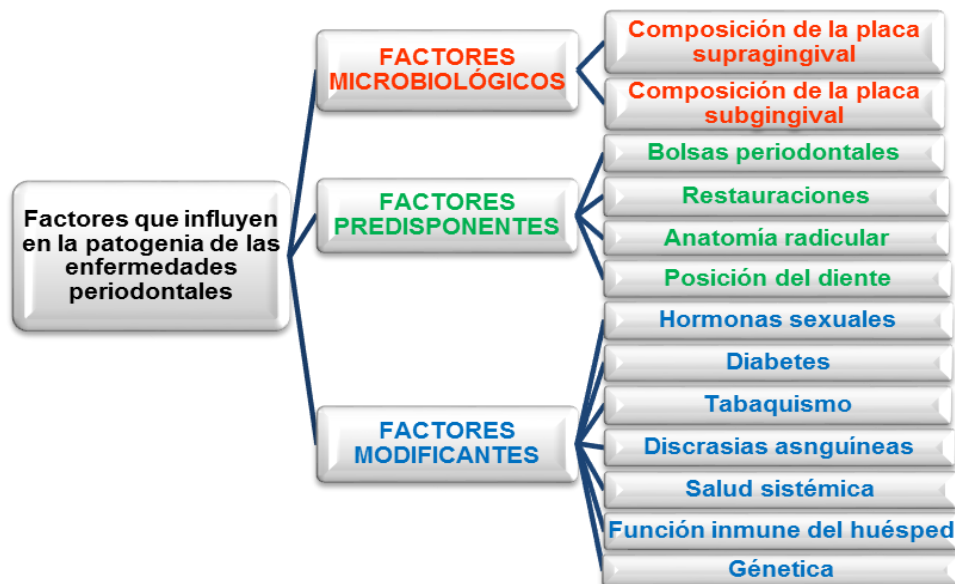 Factores que influyen
en la patogenia de las
enfermedades
periodontales
FACTORES
MICROBIOLÓGICOS
Composición de la placa
supragingival
Composición de la placa
subgingival
FACTORES
PREDISPONENTES
Bolsas periodontales
Restauraciones
Anatomía radicular
Posición del diente
FACTORES
MODIFICANTES
Hormonas sexuales
Diabetes
Tabaquismo
Discrasias asnguíneas
Salud sistémica
Función inmune del huésped
Génetica